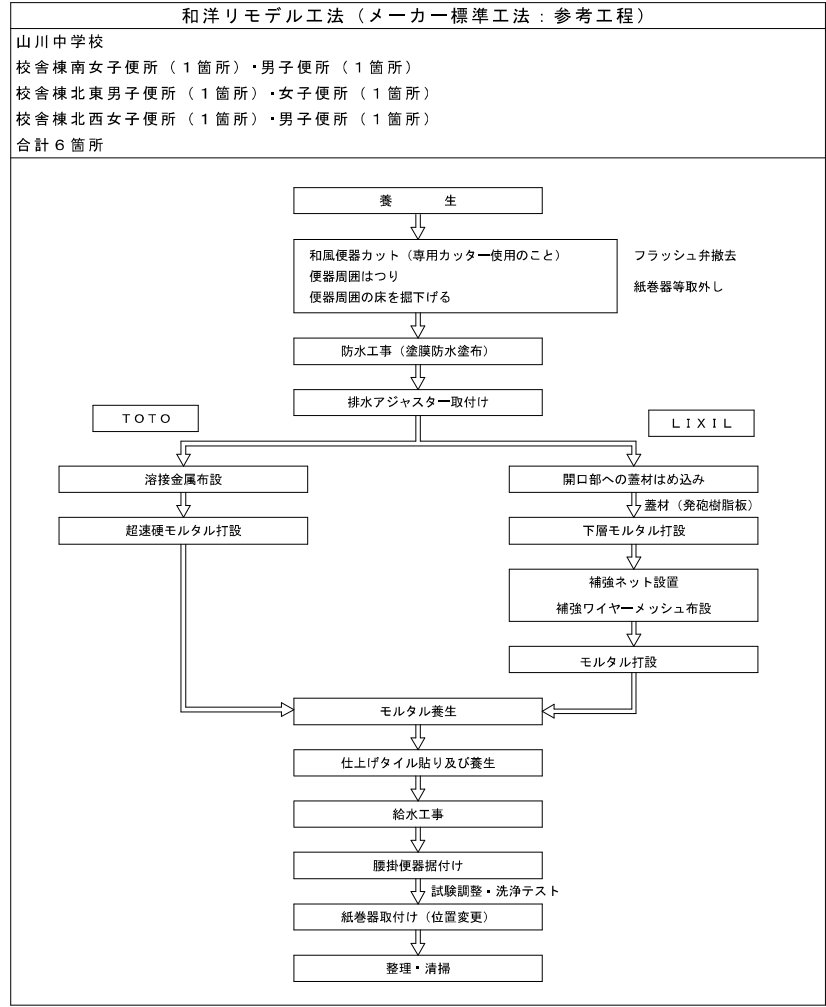 和洋リモデル工法（メーカー標準工法：参考工程）
山川中学校
校舎棟南女子便所（１箇所）・男子便所（１箇所）
校舎棟北東男子便所（１箇所）・女子便所（１箇所）
校舎棟北西女子便所（１箇所）・男子便所（１箇所）
合計６箇所
養　　　生
和風便器カット（専用カッター使用のこと）
便器周囲はつり
便器周囲の床を掘下げる
フラッシュ弁撤去
紙巻器等取外し
防水工事（塗膜防水塗布）
排水アジャスター取付け
ＴＯＴＯ
ＬＩＸＩＬ
溶接金属布設
超速硬モルタル打設
開口部への蓋材はめ込み
蓋材（発砲樹脂板）
下層モルタル打設
補強ネット設置
補強ワイヤーメッシュ布設
モルタル打設
モルタル養生
仕上げタイル貼り及び養生
給水工事
腰掛便器据付け
試験調整・洗浄テスト
紙巻器取付け（位置変更）
整理・清掃